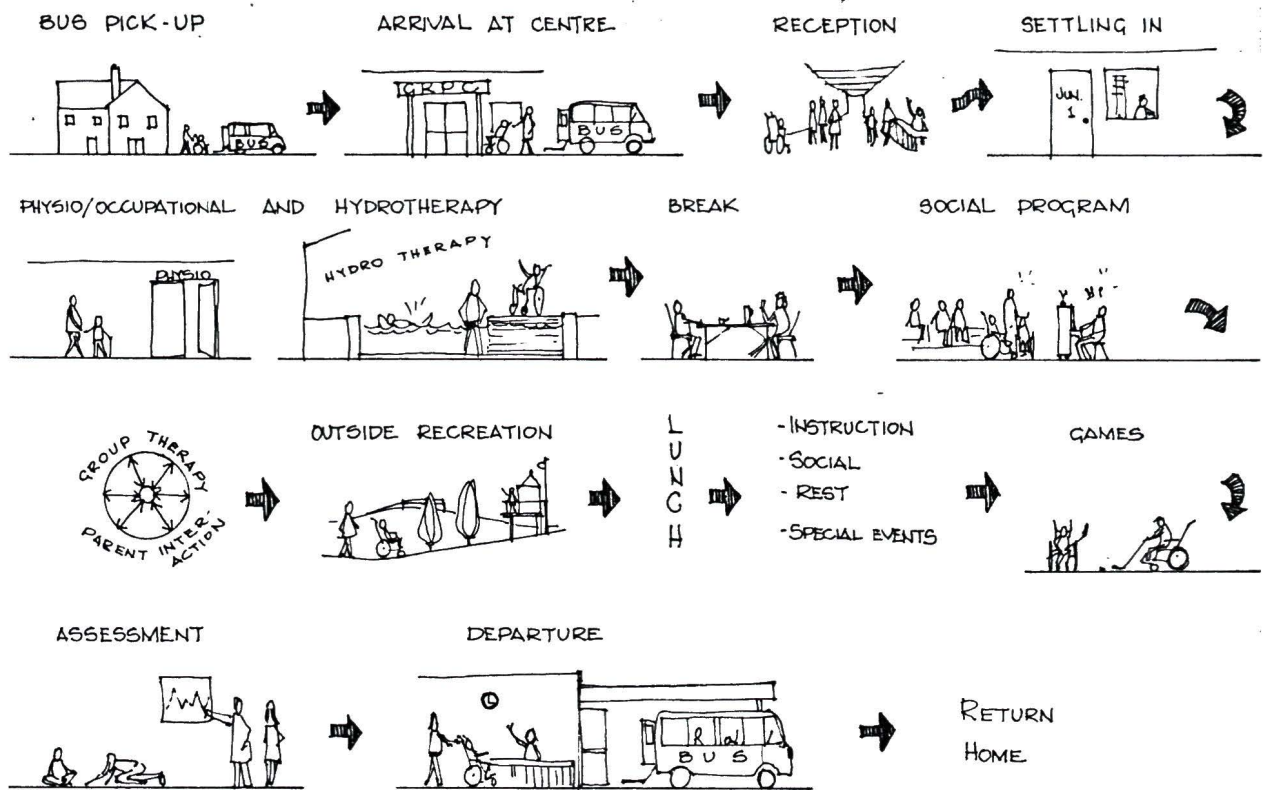 BUS PICK-UP
ARRIVAL AT CENTRE
RECEPTION
SETTLING IN
BUS
CRPC
BUS
JUN.
1
PHYSIO/OCCUPATIONAL AND HYDROTHERAPY
BREAK
SOCIAL PROGRAM
PHYSIO
HYDRO THERAPY
GROUP THERAPY
PARENT INTER-
ACTION
OUTSIDE RECREATION
LUNCH
-INSTRUCTION
-SOCIAL
-REST
-SPECIAL EVENTS
GAMES
ASSESSMENT
DEPARTURE
BUS
RETURN
HOME